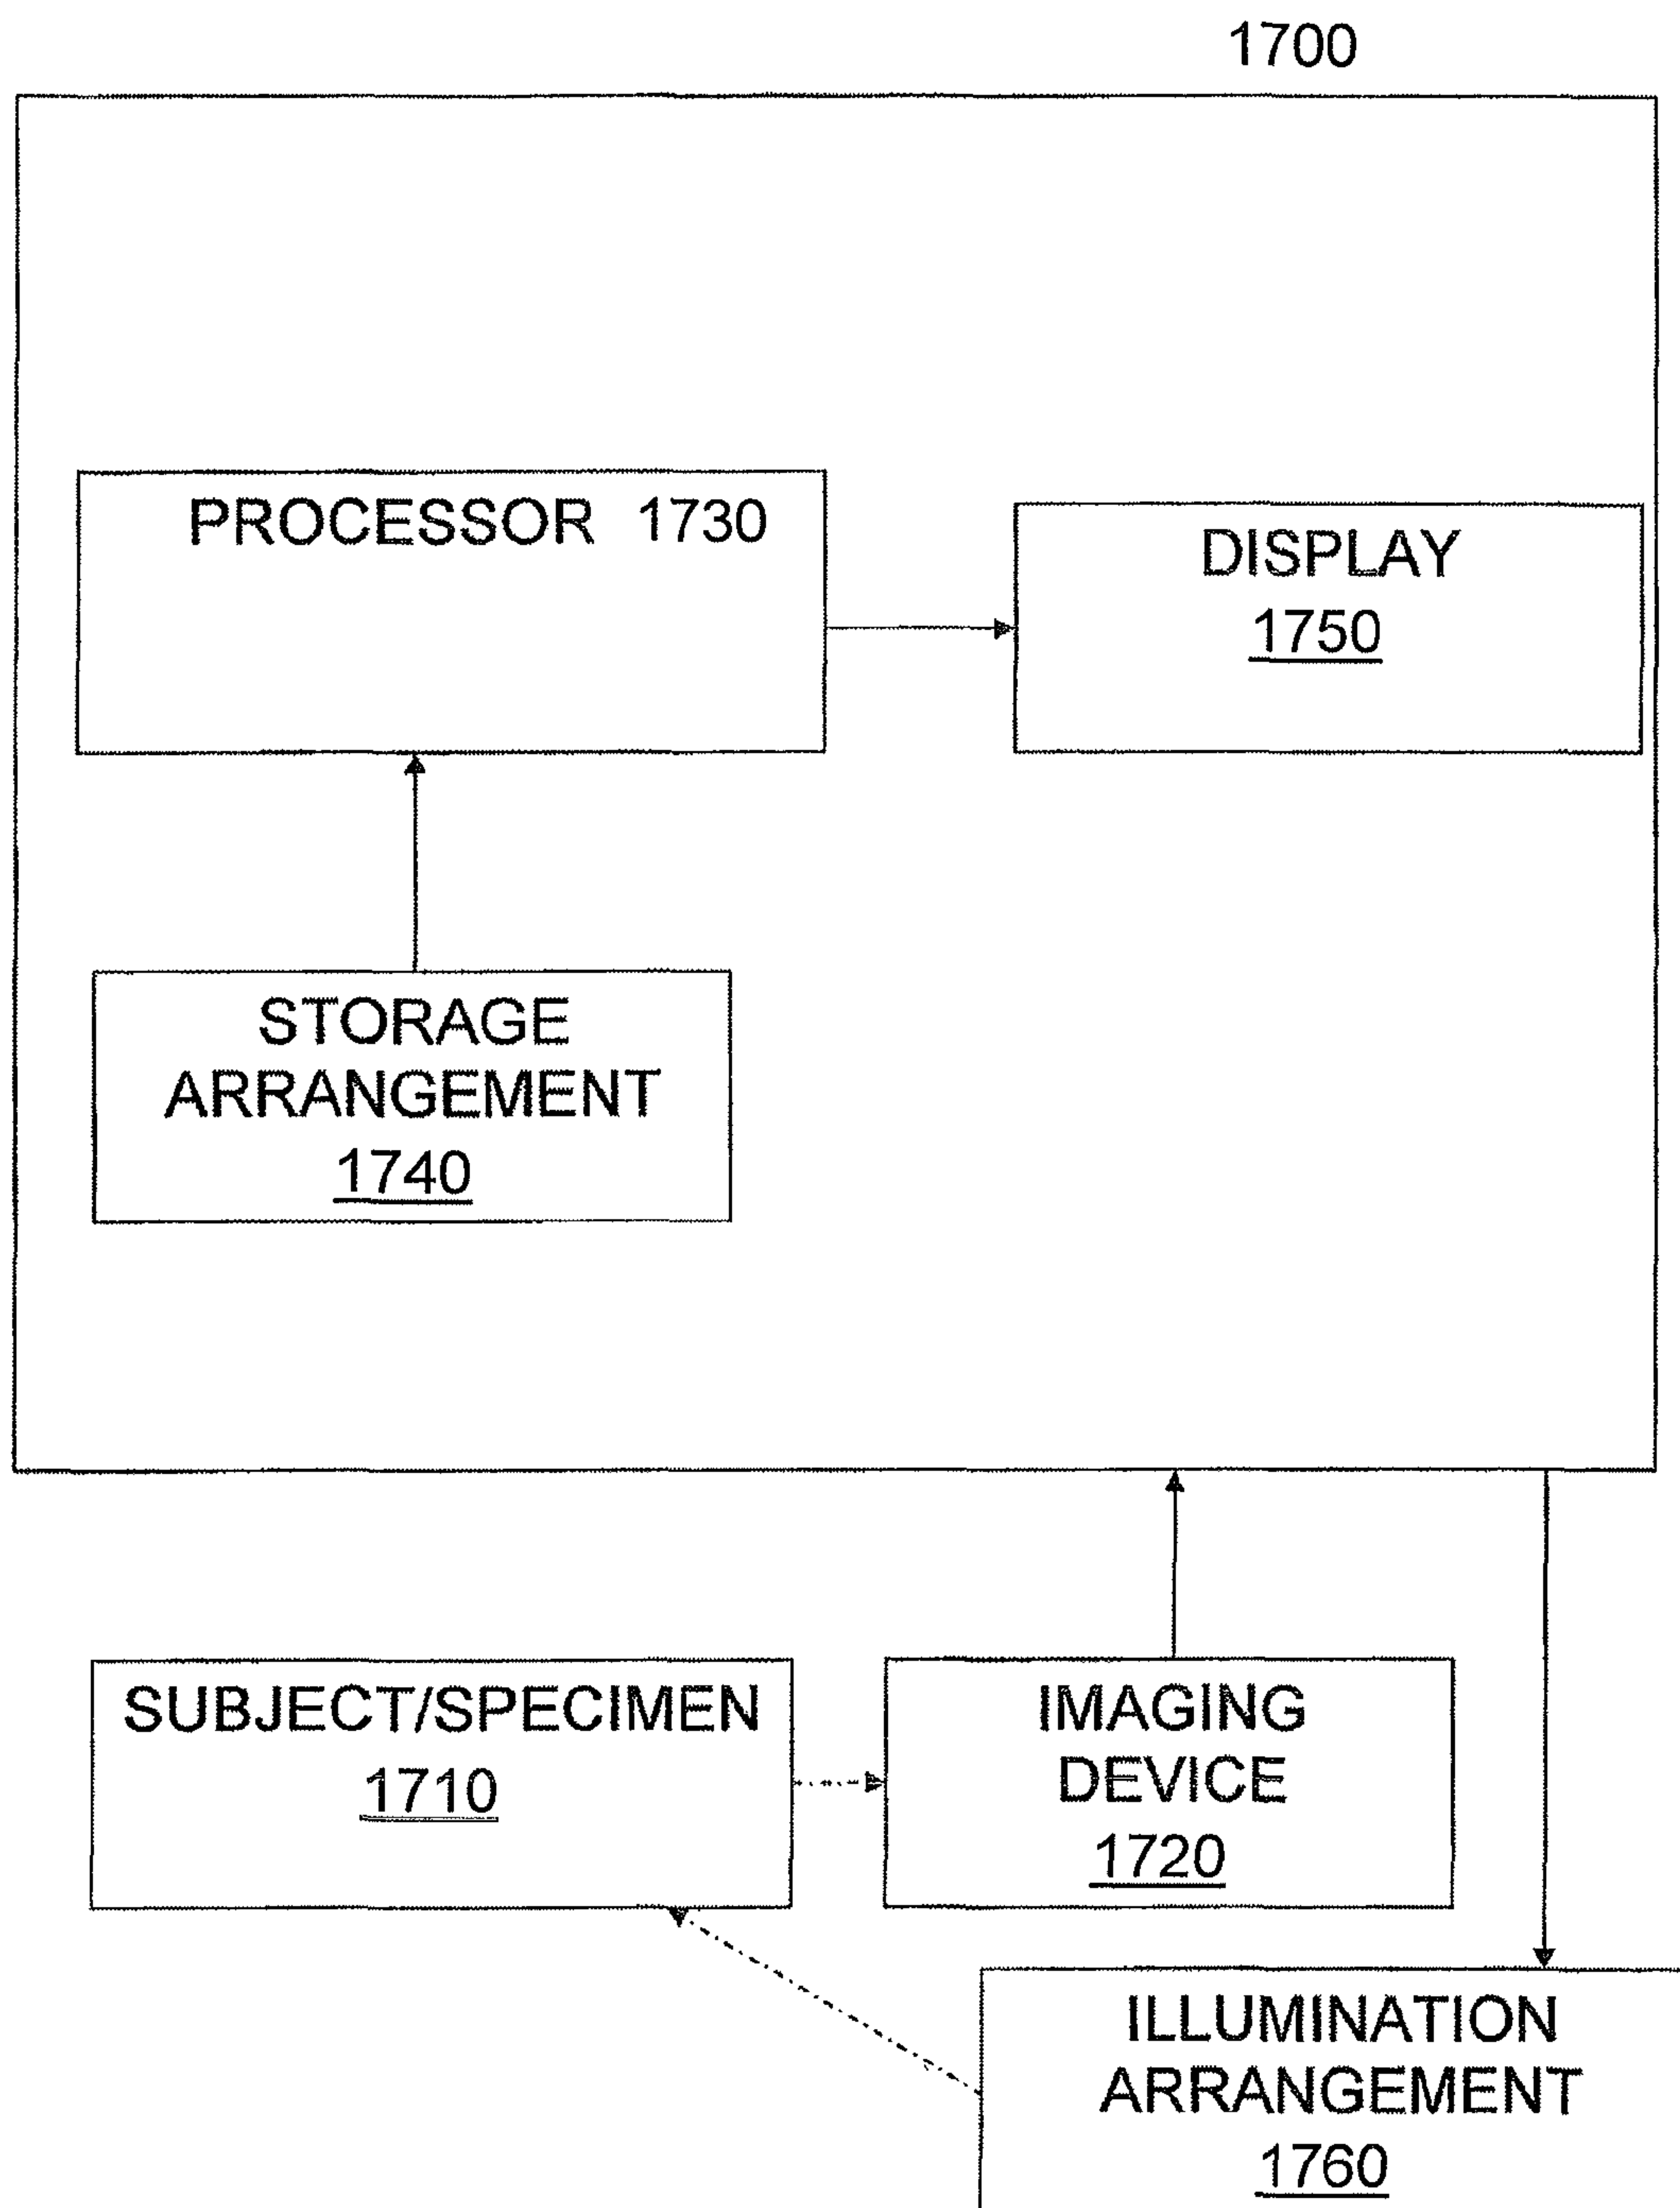 1700
PROCESSOR 1730
DISPLAY
1750
STORAGE
ARRANGEMENT
1740
SUBJECT/SPECIMEN
1710
IMAGING
DEVICE
1720
ILLUMINATION
ARRANGEMENT
1760